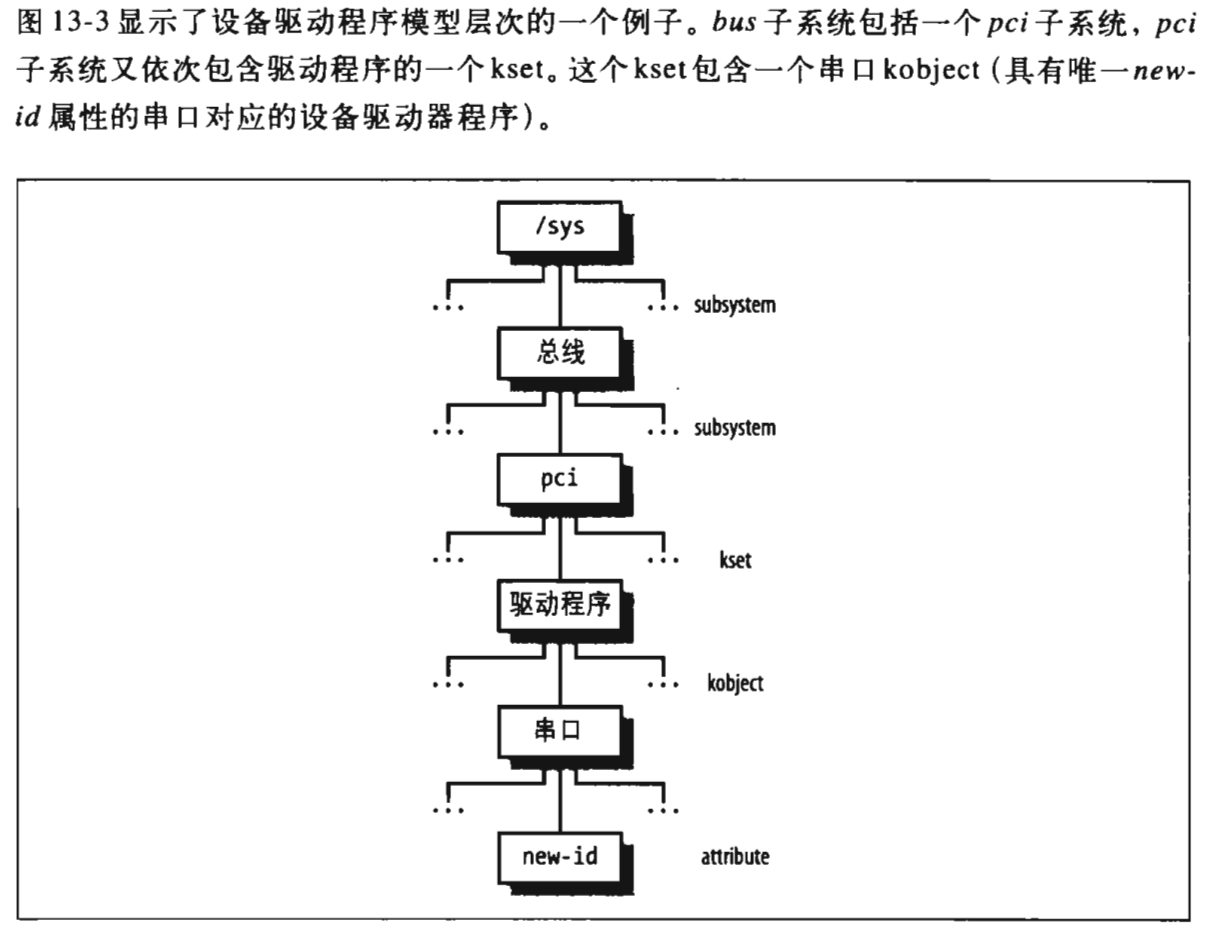 图 13-3 显示了设备驱动程序模型层次的一个例子。bus 子系统包括一个 pci 子系统，pci
子系统又依次包含驱动程序的一个 kset。这个 kset 包含一个串口 kobject（具有唯一 new-
id 属性的串口对应的设备驱动器程序）。
/sys
... ... subsystem
总线
... ... subsystem
pci
... ... kset
驱动程序
... ... kobject
串口
... ...
new-id attribute